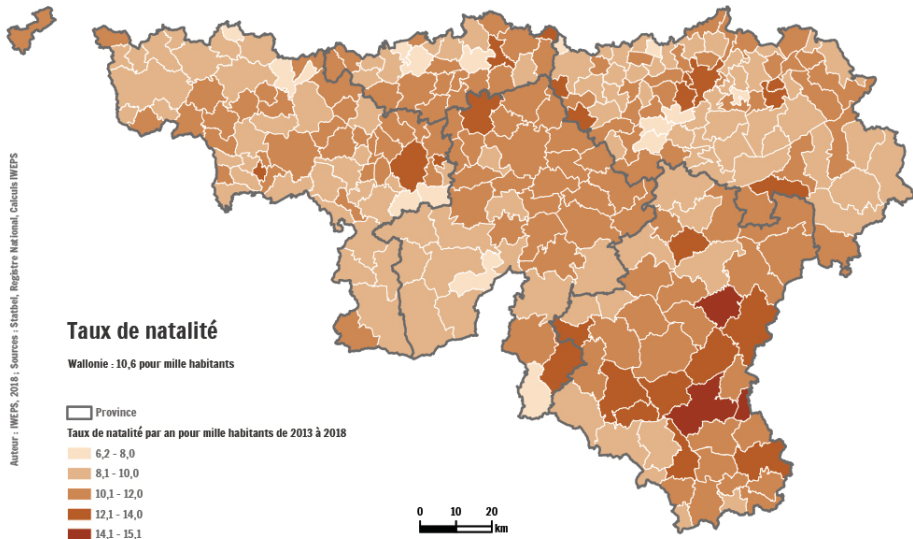 Taux de natalité
Wallonie : 10,6 pour mille habitants
Province
Taux de natalité par an pour mille habitants de 2013 à 2018
6,2 - 8,0
8,1 - 10,0
10,1 - 12,0
12,1 - 14,0
14,1 - 15,1
0 10 20
km
Auteur : IWEPS, 2018 ; Sources : Statbel, Registre National, Calculs IWEPS